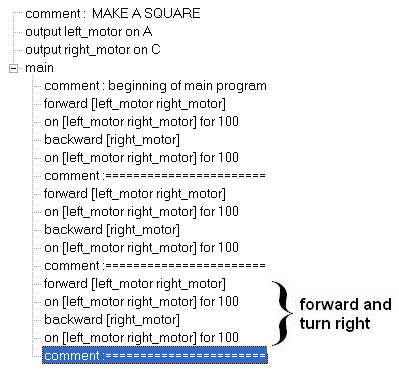 comment : MAKE A SQUARE
output left_motor on A
output right_motor on C
main
comment : beginning of main program
forward [left_motor right_motor]
on [left_motor right_motor] for 100
backward [right_motor]
on [left_motor right_motor] for 100
comment :=======================
forward [left_motor right_motor]
on [left_motor right_motor] for 100
backward [right_motor]
on [left_motor right_motor] for 100
comment :=======================
forward [left_motor right_motor]
on [left_motor right_motor] for 100
backward [right_motor]
on [left_motor right_motor] for 100
comment :=======================
forward and
turn right